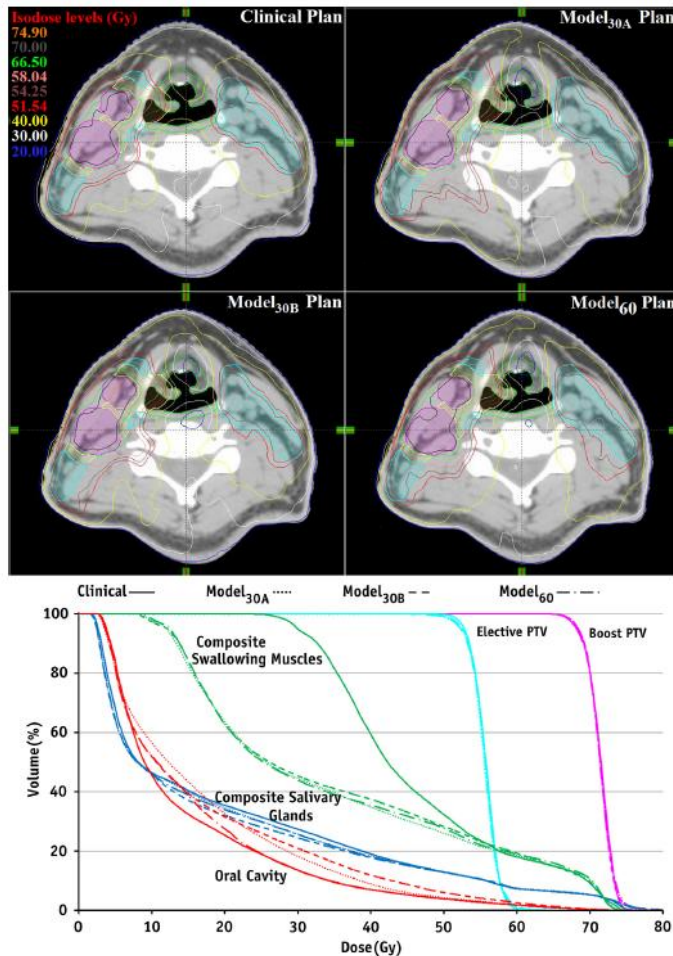 Isodose levels (Gy)
74.90
70.00
66.50
58.04
54.25
51.54
40.00
30.00
20.00
Clinical Plan
Model30A Plan
Model30B Plan
Model60 Plan
Clinical Model30A Model30B Model60
100
80
60
40
20
0
Volume(%)
Composite
Swallowing Muscles
Elective PTV
Boost PTV
Composite Salivary
Glands
Oral Cavity
0 10 20 30 40 50 60 70 80
Dose(Gy)